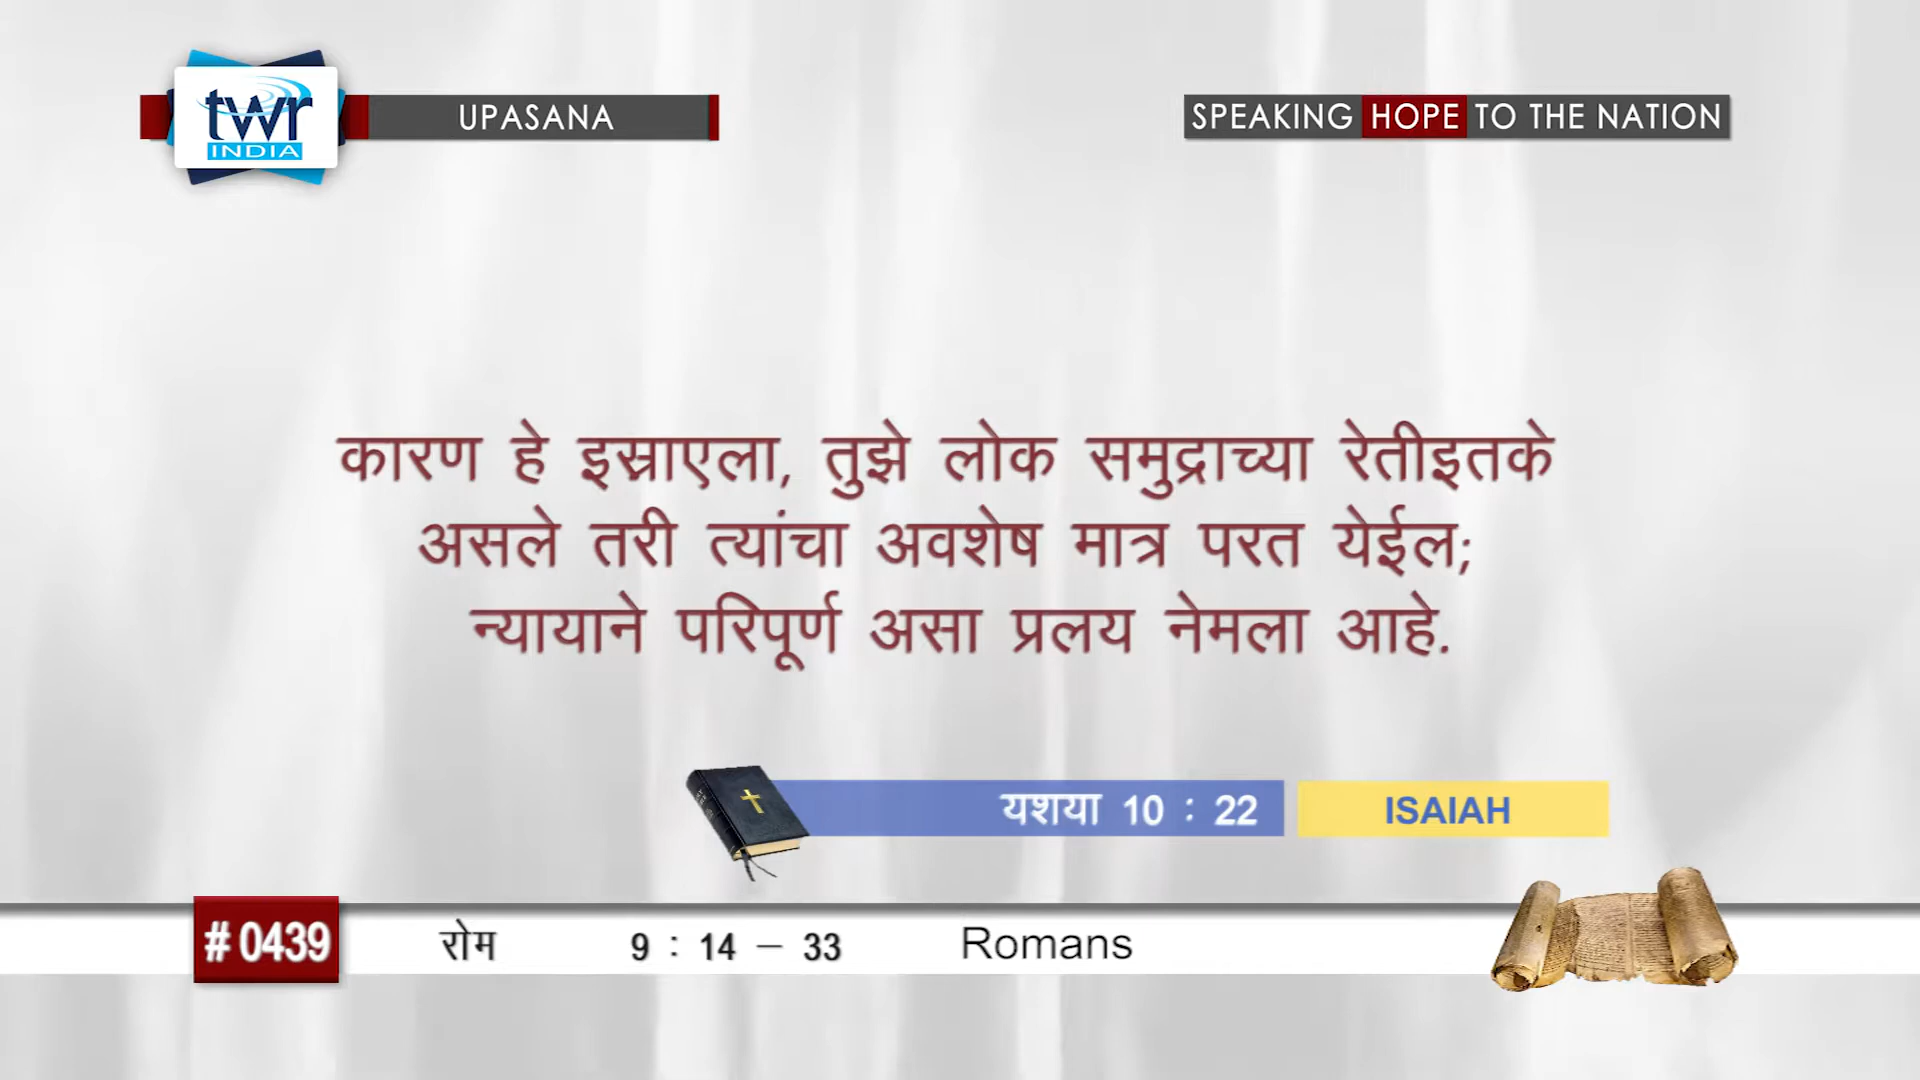 twr
INDIA
UPASANA
SPEAKING HOPE TO THE NATION
कारण हे इस्राएला, तुझे लोक समुद्राच्या रेतीइतके
असले तरी त्यांचा अवशेष मात्र परत येईल;
न्यायाने परिपूर्ण असा प्रलय नेमला आहे.
यशया 10 : 22
ISAIAH
# 0439
रोम 9 : 14 – 33 Romans